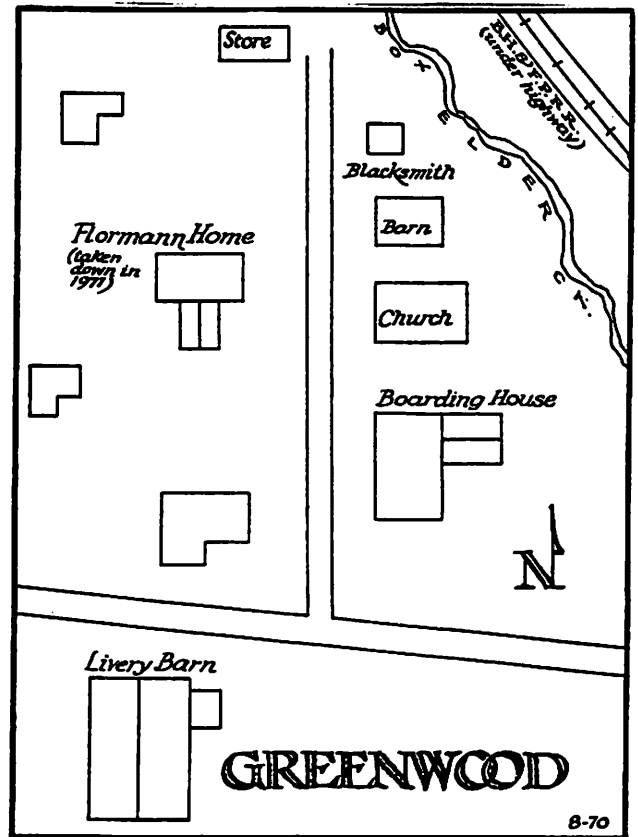 Store
BOX ELDER CK.
B.H.& F.P.R.R.
(under highway)
Blacksmith
Flormann Home
(taken
down in
1971)
Barn
Church
Boarding House
N
Livery Barn
GREENWOOD
8-70